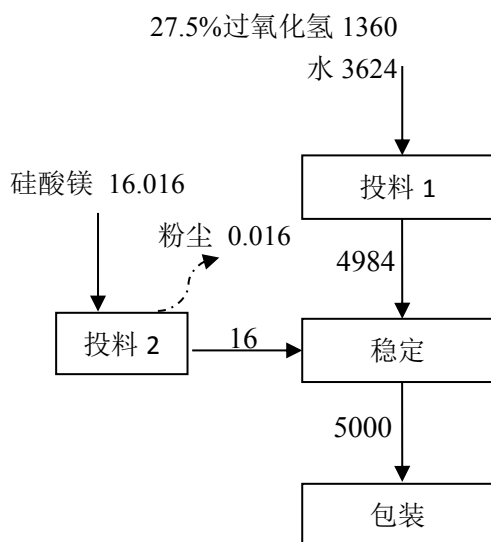 27.5%过氧化氢 1360
水 3624
硅酸镁 16.016
投料 1
粉尘 0.016
4984
投料 2
16
稳定
5000
包装